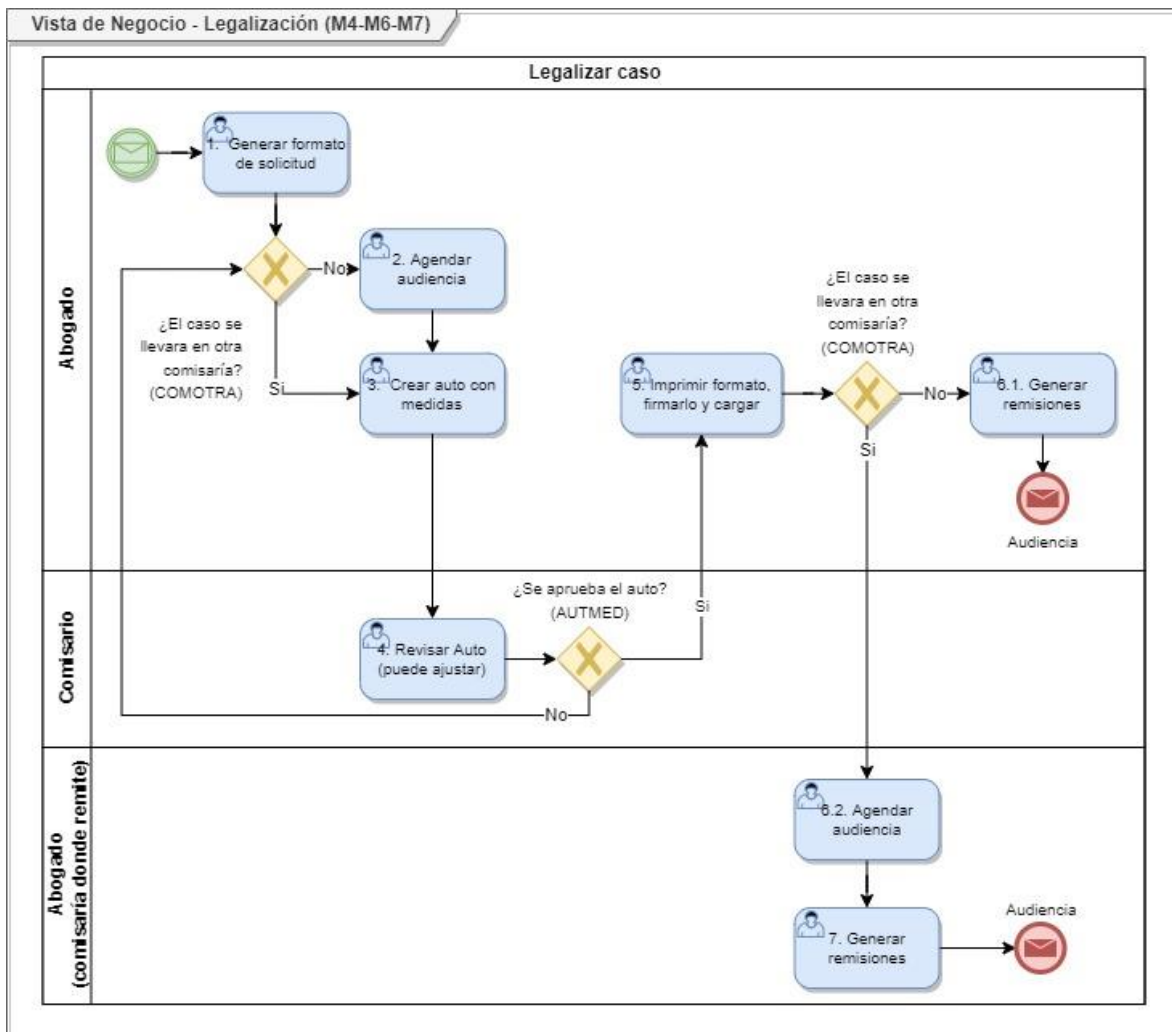 Vista de Negocio - Legalización (M4-M6-M7)
Legalizar caso
Abogado
1. Generar formato
de solicitud
No
2. Agendar
audiencia
¿El caso se
llevara en otra
comisaría?
(COMOTRA)
Si
3. Crear auto con
medidas
5. Imprimir formato,
firmarlo y cargar
¿El caso se
llevara en otra
comisaría?
(COMOTRA)
No
Si
6.1. Generar
remisiones
Audiencia
Comisario
4. Revisar Auto
(puede ajustar)
¿Se aprueba el auto?
(AUTMED)
Si
No
Abogado
(comisaría donde remite)
6.2. Agendar
audiencia
7. Generar
remisiones
Audiencia